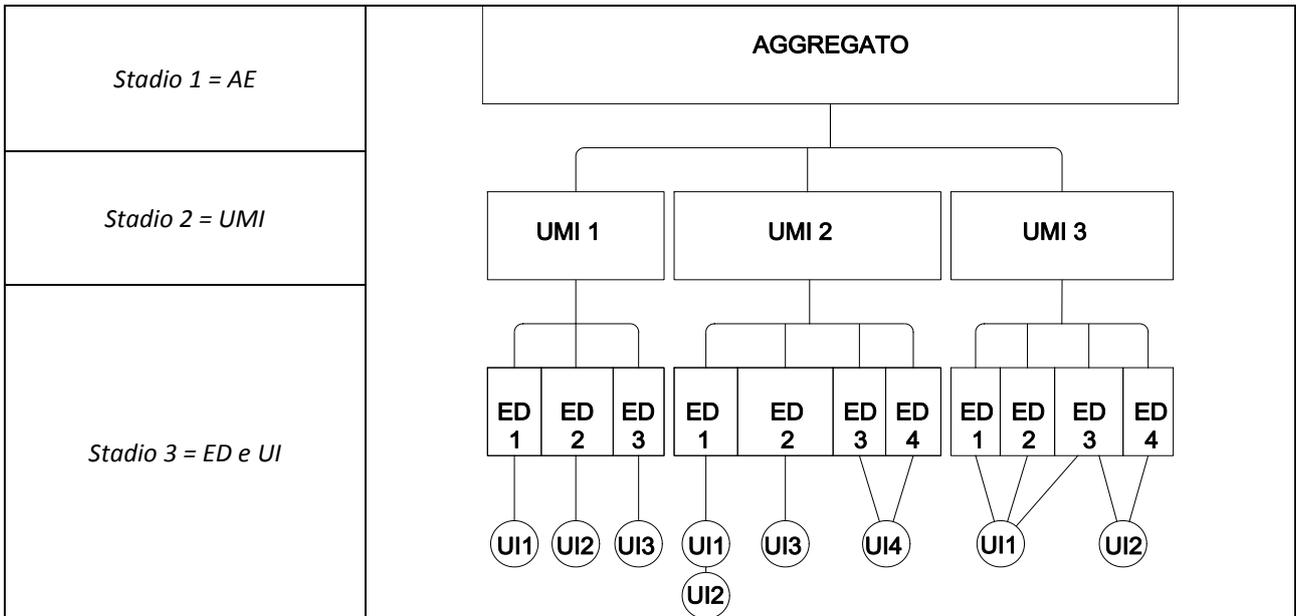 Stadio 1 = AE
AGGREGATO
Stadio 2 = UMI
UMI 1
UMI 2
UMI 3
Stadio 3 = ED e UI
ED
1
ED
2
ED
3
ED
1
ED
2
ED
3
ED
4
ED
1
ED
2
ED
3
ED
4
UI1
UI2
UI3
UI1
UI2
UI3
UI4
UI1
UI2